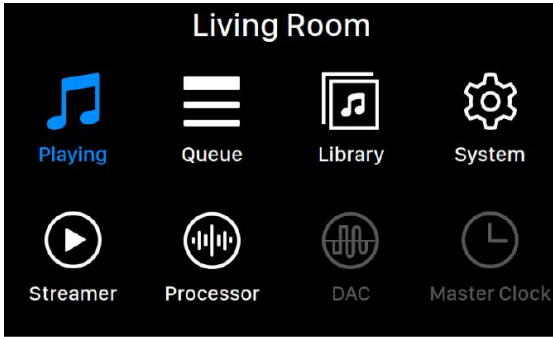 Living Room
Playing Queue Library System
Streamer Processor DAC Master Clock